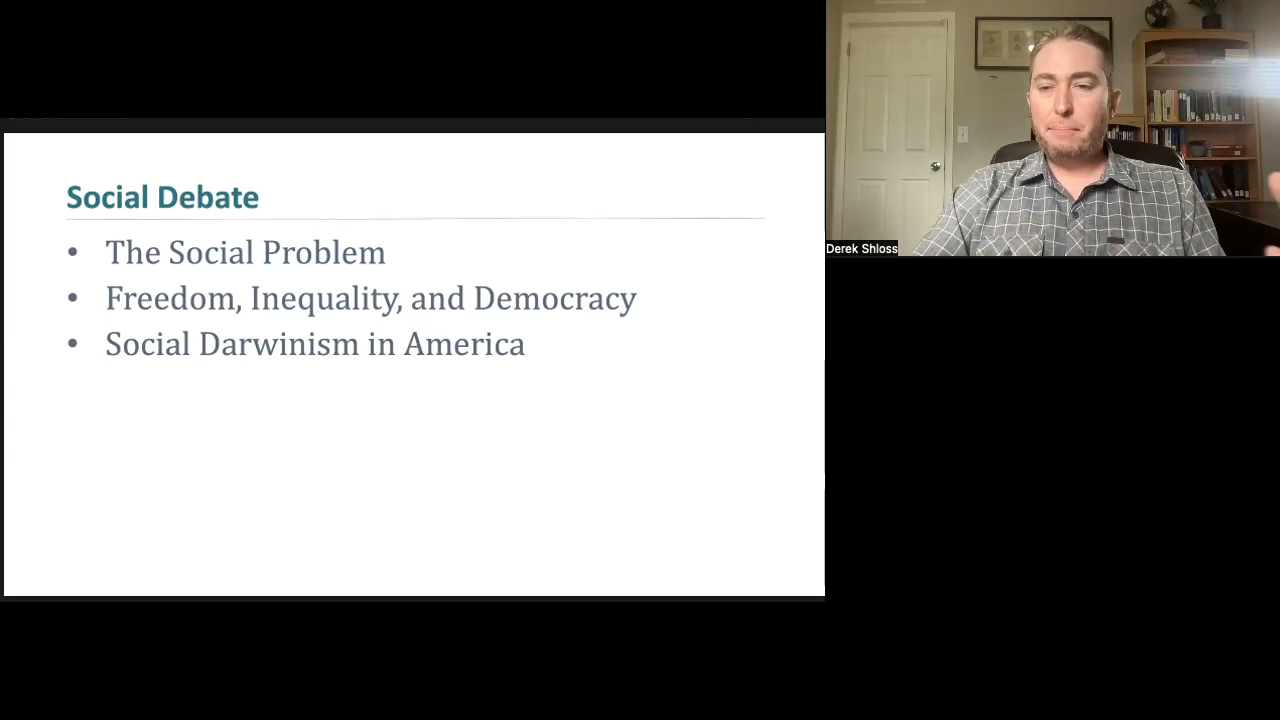 Social Debate
• The Social Problem
• Freedom, Inequality, and Democracy
• Social Darwinism in America
Derek Shloss